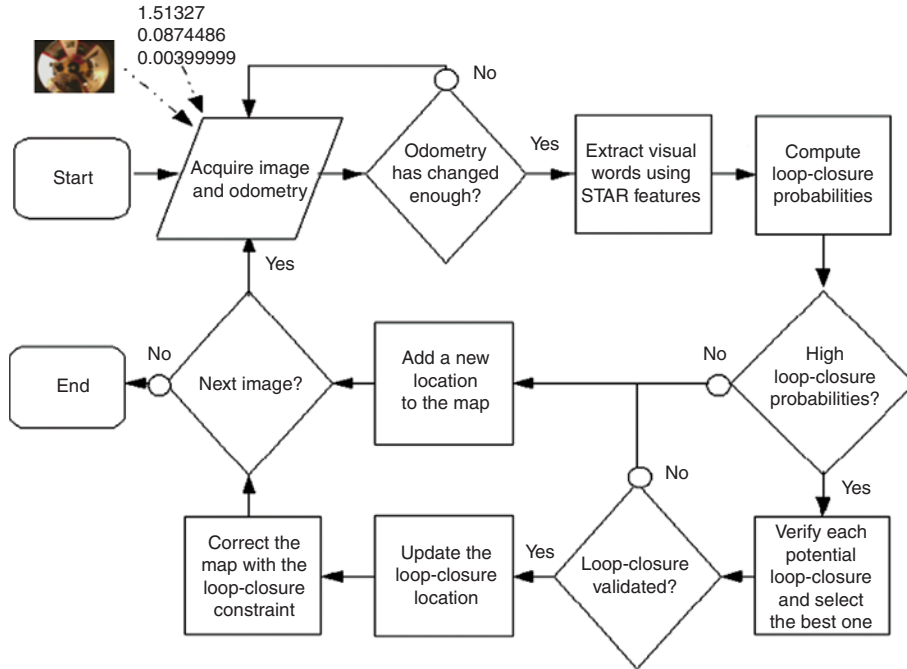 1.51327
0.0874486
0.00399999
No
Start
Acquire image
and odometry
Odometry
has changed
enough?
Yes
Extract visual
words using
STAR features
Compute
loop-closure
probabilities
Yes
End
No
Next image?
Add a new
location
to the map
No
High
loop-closure
probabilities?
No
Yes
Correct the
map with the
loop-closure
constraint
Update the
loop-closure
location
Yes
Loop-closure
validated?
Verify each
potential
loop-closure
and select
the best one